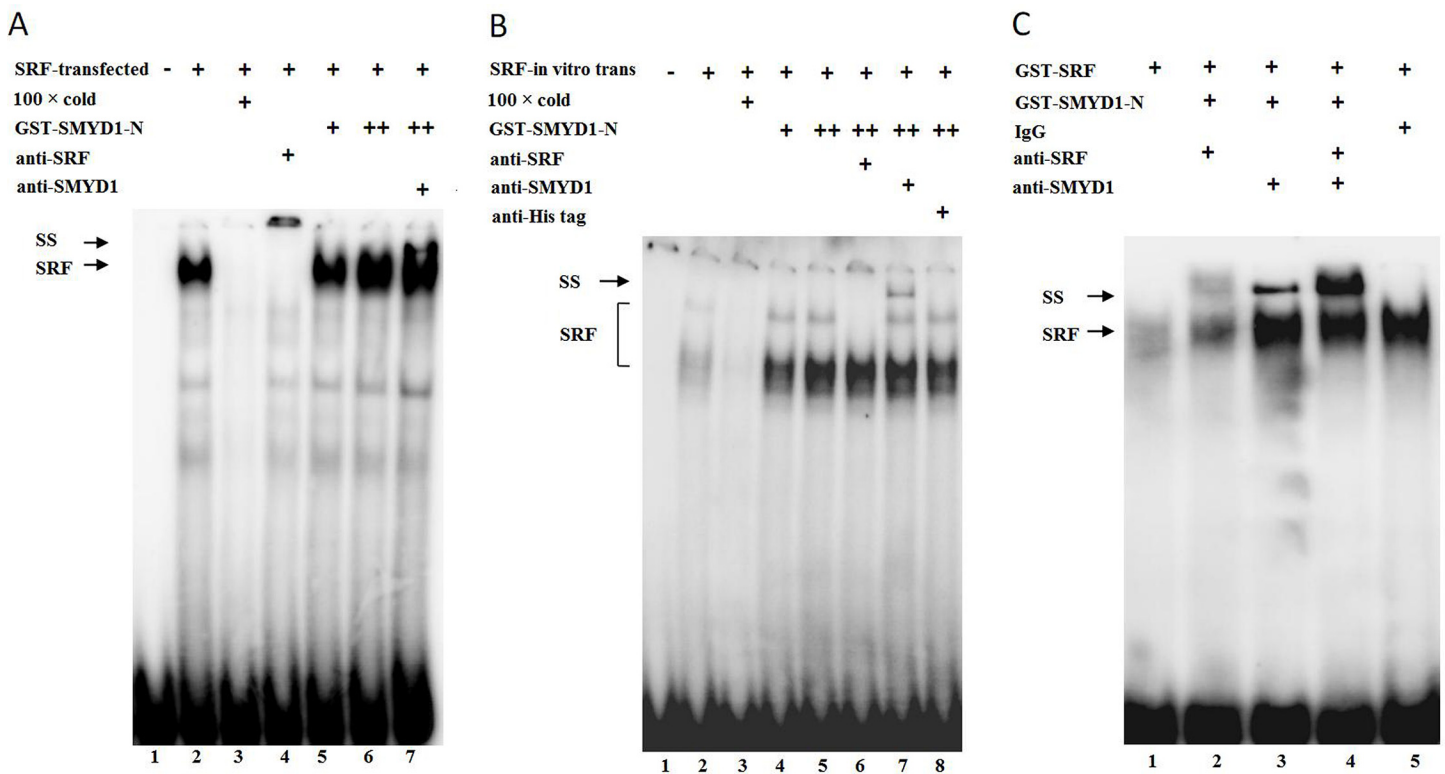 A
SRF-transfected - + + + + + +
100 × cold +
GST-SMYD1-N + ++ ++
anti-SRF +
anti-SMYD1 +
SS
SRF
1 2 3 4 5 6 7
B
SRF-in vitro trans - + + + + + + +
100 × cold +
GST-SMYD1-N + ++ ++ ++ ++
anti-SRF +
anti-SMYD1 +
anti-His tag +
SS
SRF
1 2 3 4 5 6 7 8
C
GST-SRF + + + + +
GST-SMYD1-N + + +
IgG +
anti-SRF + +
anti-SMYD1 + +
SS
SRF
1 2 3 4 5